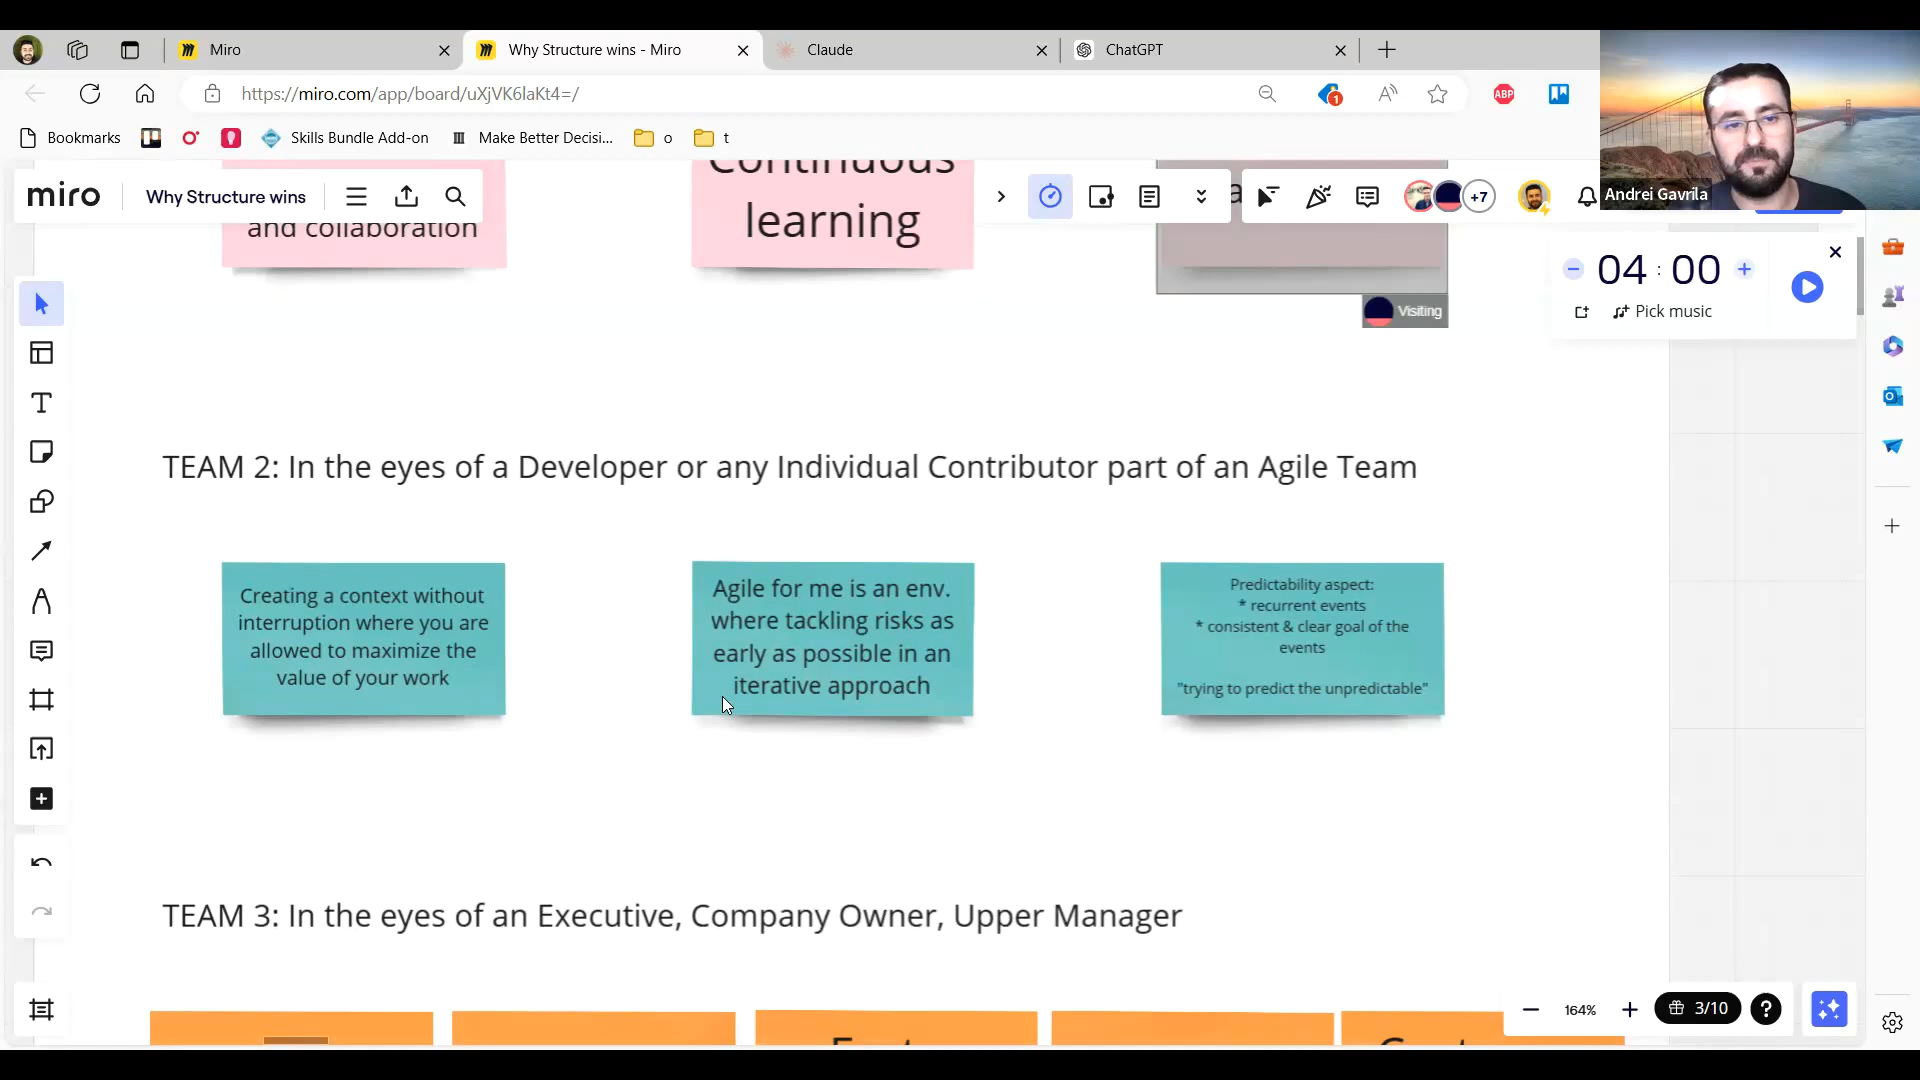 Miro
Why Structure wins - Miro
Claude
ChatGPT
https://miro.com/app/board/uXjVK6laKt4=/
1
ABP
Bookmarks
Skills Bundle Add-on
Make Better Decisi...
o
t
miro
Why Structure wins
+7
Andrei Gavrila
and collaboration
Continuous
learning
Visiting
04 : 00
Pick music
TEAM 2: In the eyes of a Developer or any Individual Contributor part of an Agile Team
Creating a context without
interruption where you are
allowed to maximize the
value of your work
Agile for me is an env.
where tackling risks as
early as possible in an
iterative approach
Predictability aspect:
* recurrent events
* consistent & clear goal of the
events
"trying to predict the unpredictable"
TEAM 3: In the eyes of an Executive, Company Owner, Upper Manager
164%
3/10